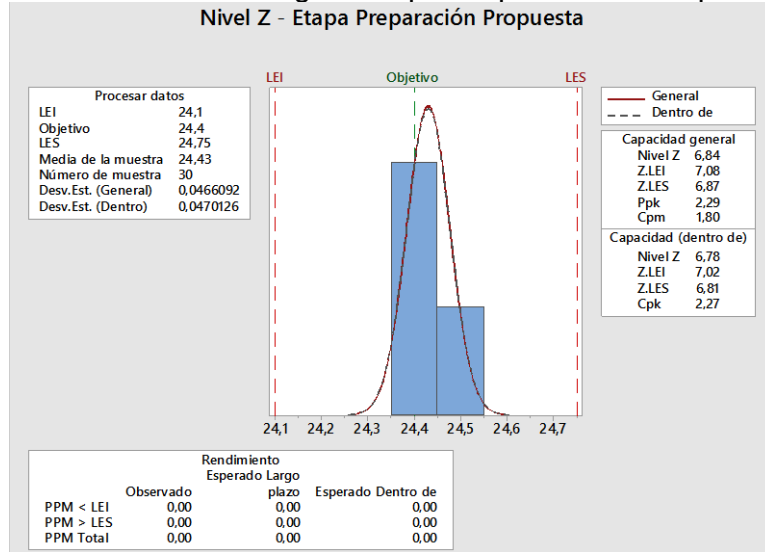 Nivel Z - Etapa Preparación Propuesta
LEI Objetivo LES
Procesar datos
LEI 24,1
Objetivo 24,4
LES 24,75
Media de la muestra 24,43
Número de muestra 30
Desv.Est. (General) 0,0466092
Desv.Est. (Dentro) 0,0470126
General
Dentro de
Capacidad general
Nivel Z 6,84
Z.LEI 7,08
Z.LES 6,87
Ppk 2,29
Cpm 1,80
Capacidad (dentro de)
Nivel Z 6,78
Z.LEI 7,02
Z.LES 6,81
Cpk 2,27
24,1 24,2 24,3 24,4 24,5 24,6 24,7
Rendimiento
Esperado Largo
Observado plazo Esperado Dentro de
PPM < LEI 0,00 0,00 0,00
PPM > LES 0,00 0,00 0,00
PPM Total 0,00 0,00 0,00